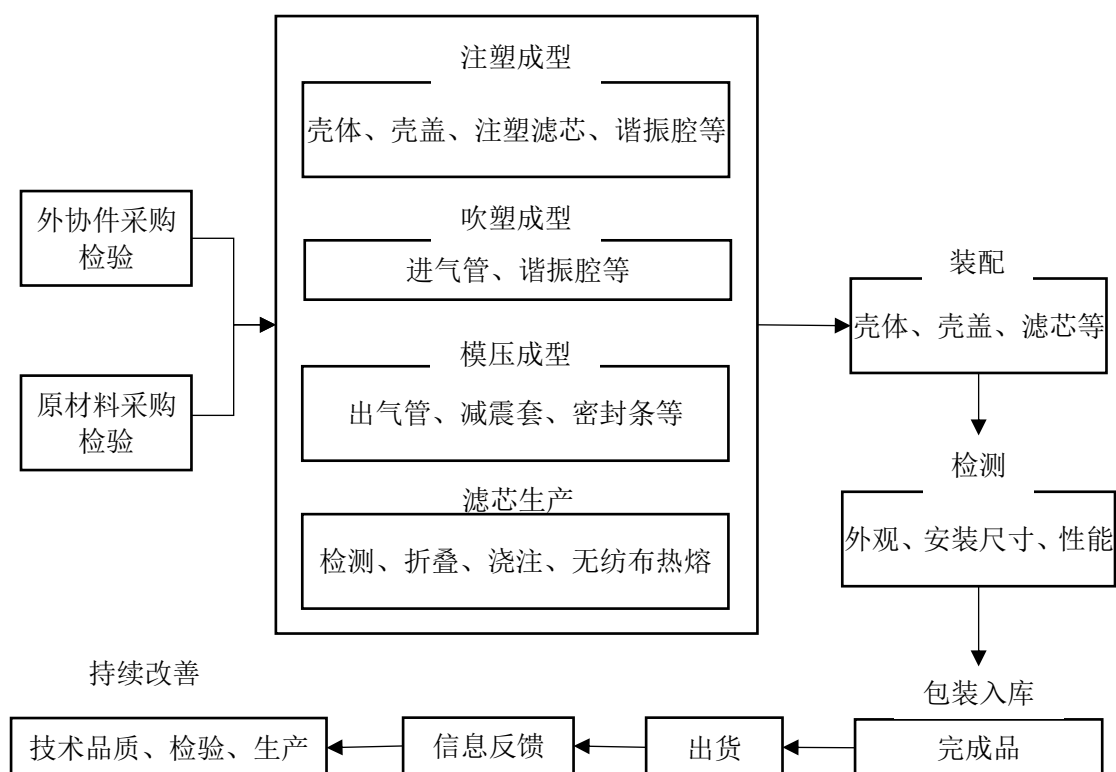 外协件采购
检验
原材料采购
检验
注塑成型
壳体、壳盖、注塑滤芯、谐振腔等
吹塑成型
进气管、谐振腔等
模压成型
出气管、减震套、密封条等
滤芯生产
检测、折叠、浇注、无纺布热熔
装配
壳体、壳盖、滤芯等
检测
外观、安装尺寸、性能
包装入库
完成品
出货
信息反馈
持续改善
技术品质、检验、生产